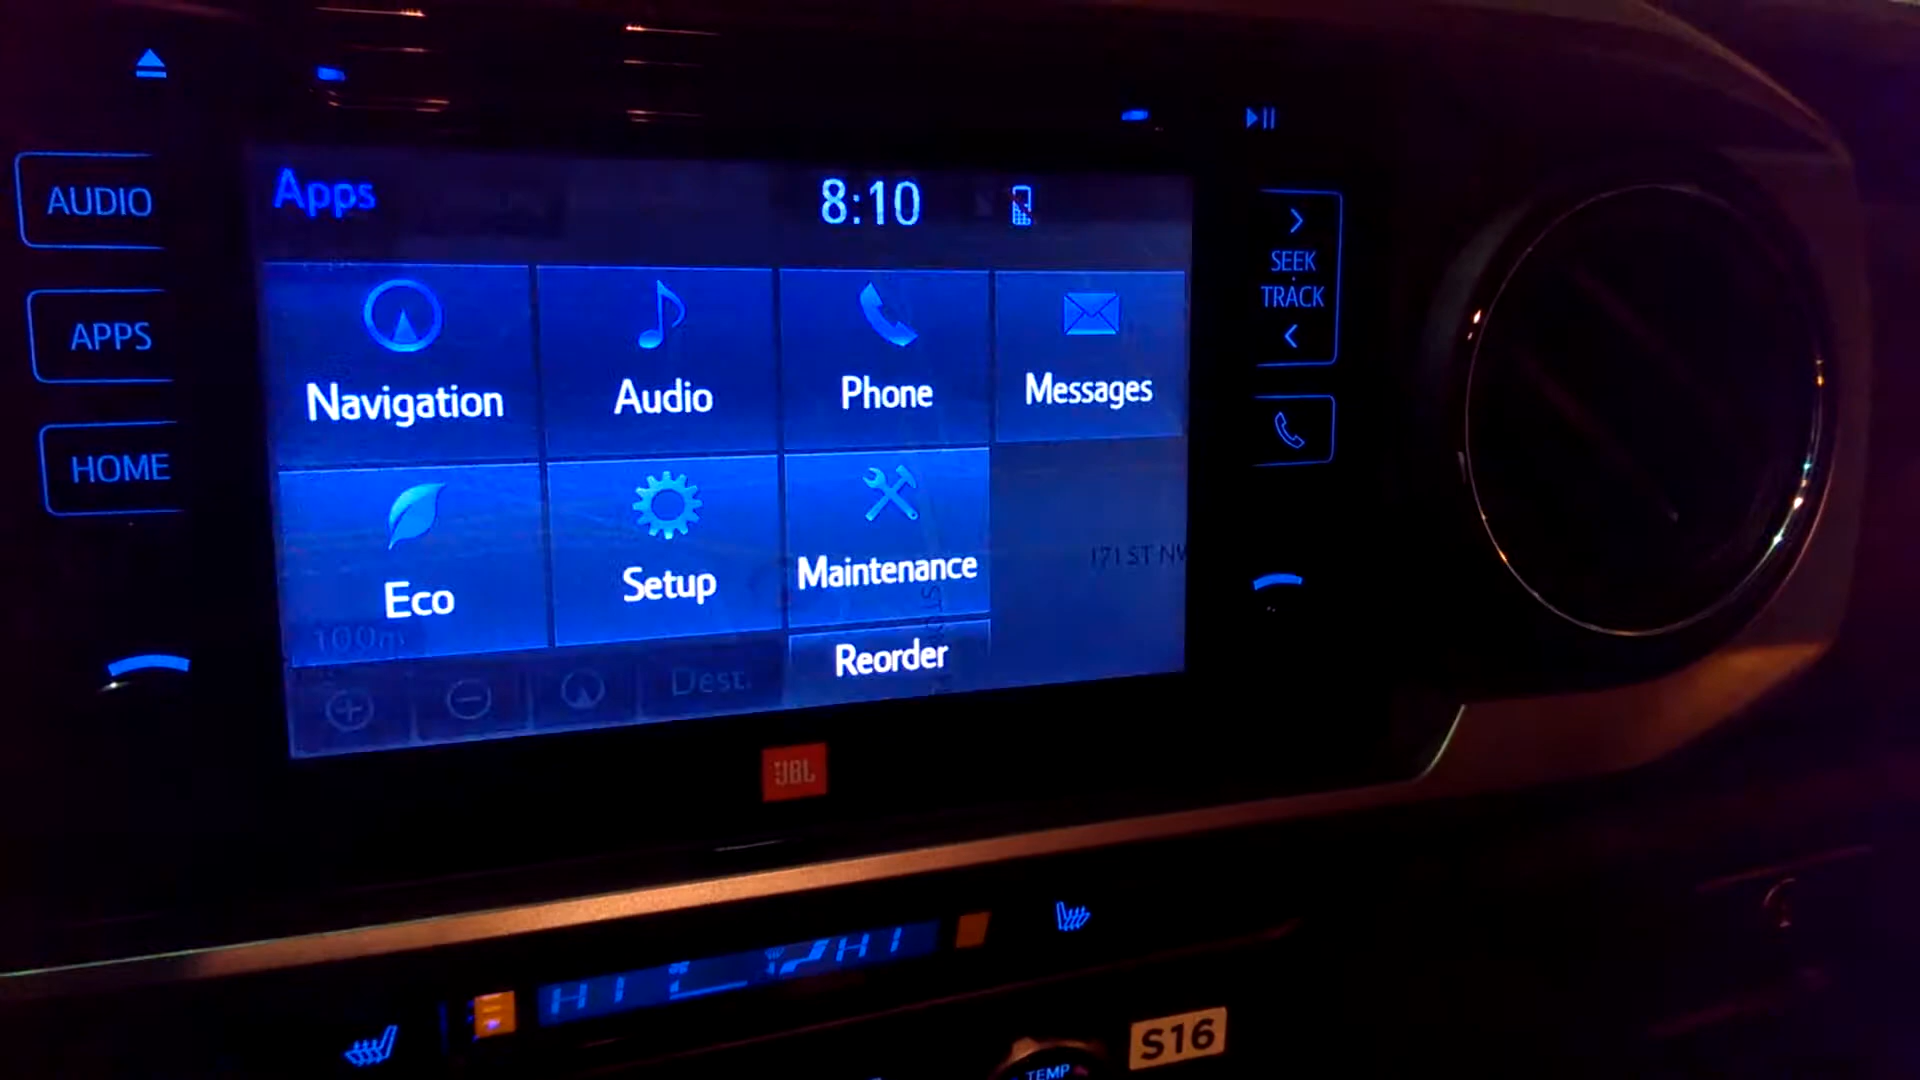 AUDIO
APPS
HOME
Apps
8:10
Navigation
Audio
Phone
Messages
Eco
Setup
Maintenance
Reorder
171 ST NW
100m
Dest.
SEEK
TRACK
JBL
HI
HI
S16
TEMP